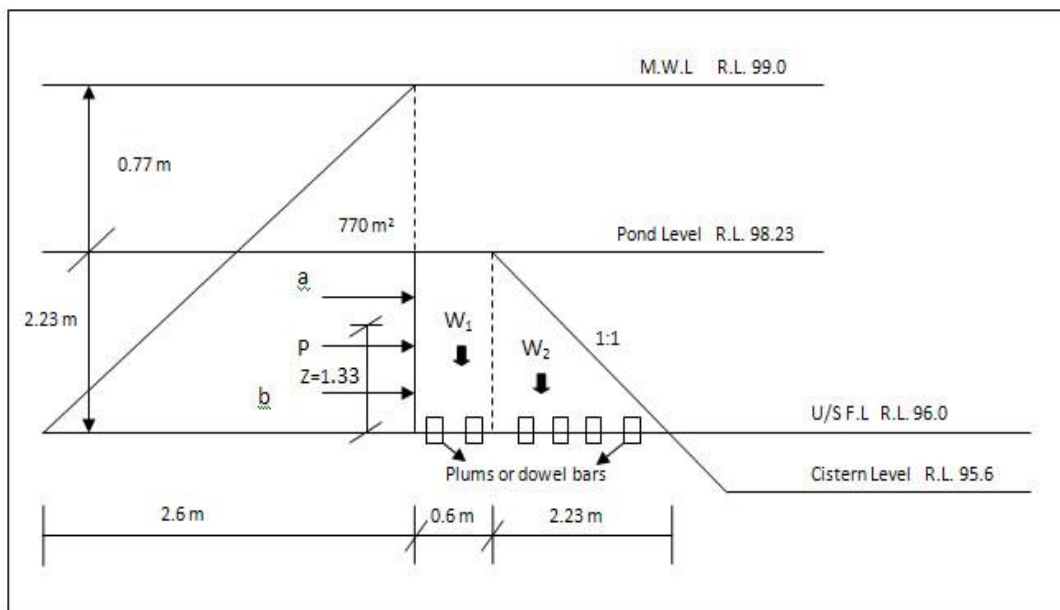 M.W.L R.L. 99.0
0.77 m
770 m²
Pond Level R.L. 98.23
a
2.23 m
W₁
1:1
P
W₂
Z=1.33
b
U/S F.L R.L. 96.0
Plums or dowel bars
Cistern Level R.L. 95.6
2.6 m
0.6 m
2.23 m